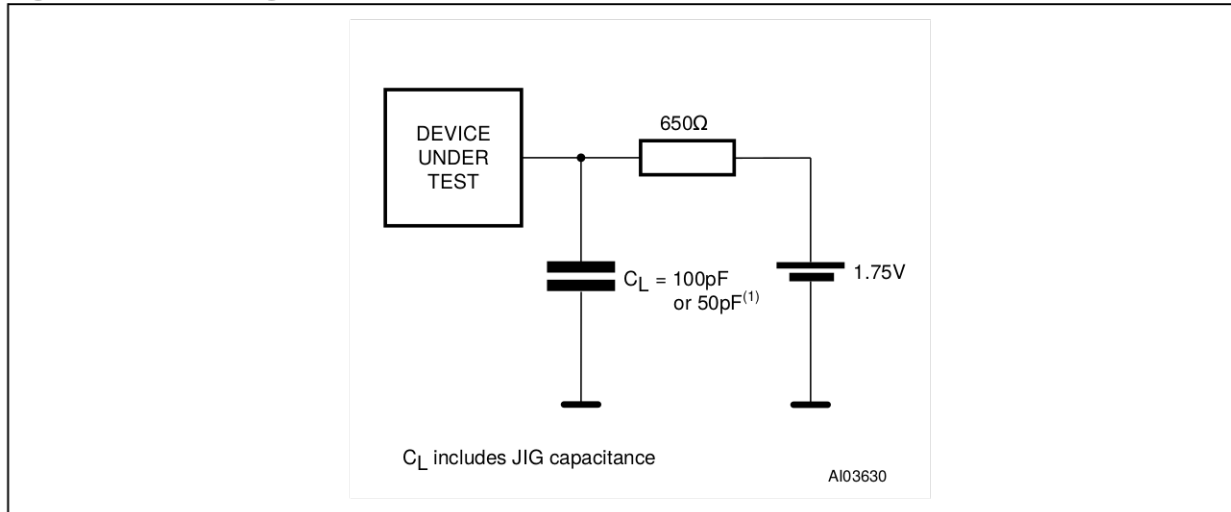 DEVICE
UNDER
TEST
650Ω
C_L = 100pF
or 50pF(1)
1.75V
C_L includes JIG capacitance
AI03630